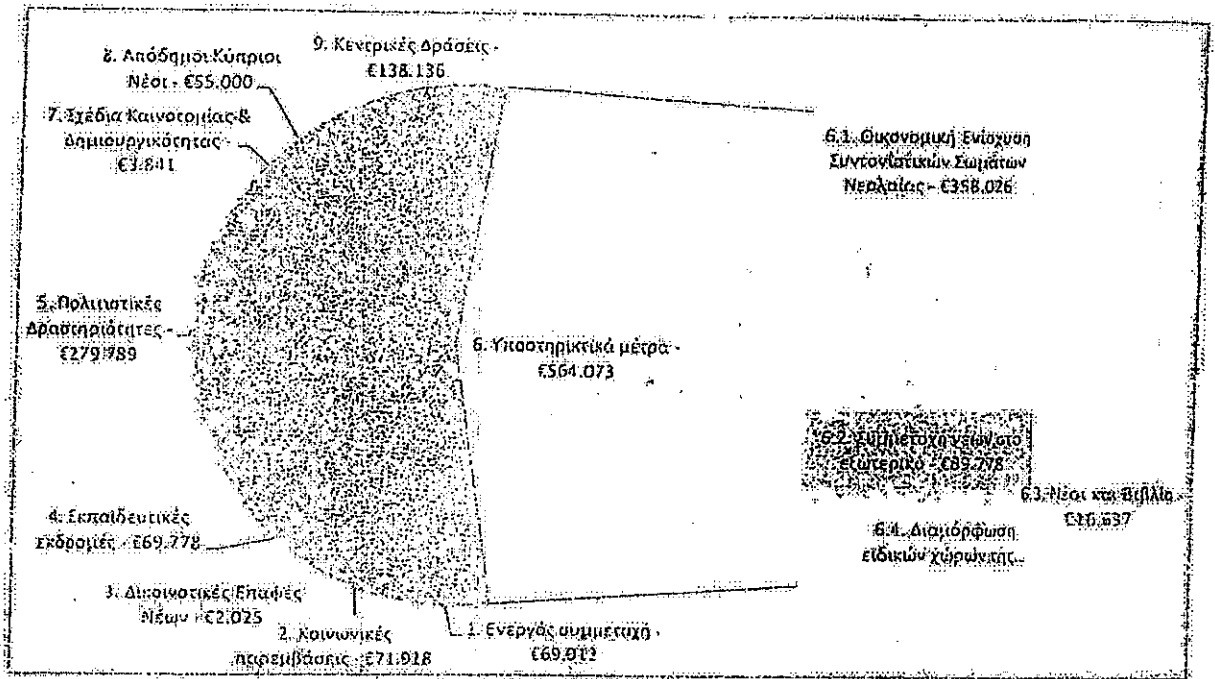 9. Κεντρικές Δράσεις -
€138.136
8. Απόδημοι Κύπριοι
Νέοι - €55.000
7. Σχέδια Καινοτομίας &
Δημιουργικότητας -
€3.841
5. Πολιτιστικές
Δραστηριότητες -
€279.789
4. Εκπαιδευτικές
εκδρομές - €69.778
3. Δικοινοτικές Επαφές
Νέων - €2.025
2. Κοινωνικές
παρεμβάσεις - €71.918
1. Ενεργός συμμετοχή -
€69.012
6. Υποστηρικτικά μέτρα -
€564.073
6.1. Οικονομική Ενίσχυση
Συντονιστικών Σωμάτων
Νεολαίας - €358.026
6.2. Συμμετοχή νέων στο
εξωτερικό - €89.778
6.3. Νέοι και Βιβλίο -
€16.637
6.4. Διαμόρφωση
ειδικών χώρων της...